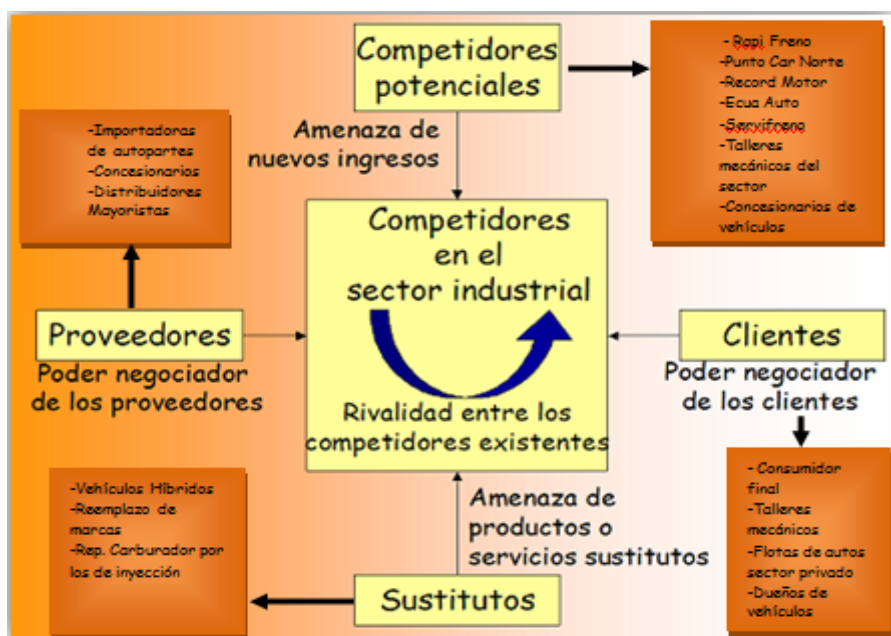 Competidores
potenciales
- Rapi Freno
-Punto Car Norte
-Record Motor
-Ecua Auto
-Servifreno
-Talleres
mecánicos del
sector
-Concesionarios de
vehículos
Amenaza de
nuevos ingresos
-Importadoras
de autopartes
-Concesionarios
-Distribuidores
Mayoristas
Competidores
en el
sector industrial
Rivalidad entre los
competidores existentes
Proveedores
Poder negociador
de los proveedores
Clientes
Poder negociador
de los clientes
- Consumidor
final
-Talleres
mecánicos
-Flotas de autos
sector privado
-Dueños de
vehículos
Amenaza de
productos o
servicios sustitutos
Sustitutos
-Vehículos Híbridos
-Reemplazo de
marcas
-Rep. Carburador por
los de inyección